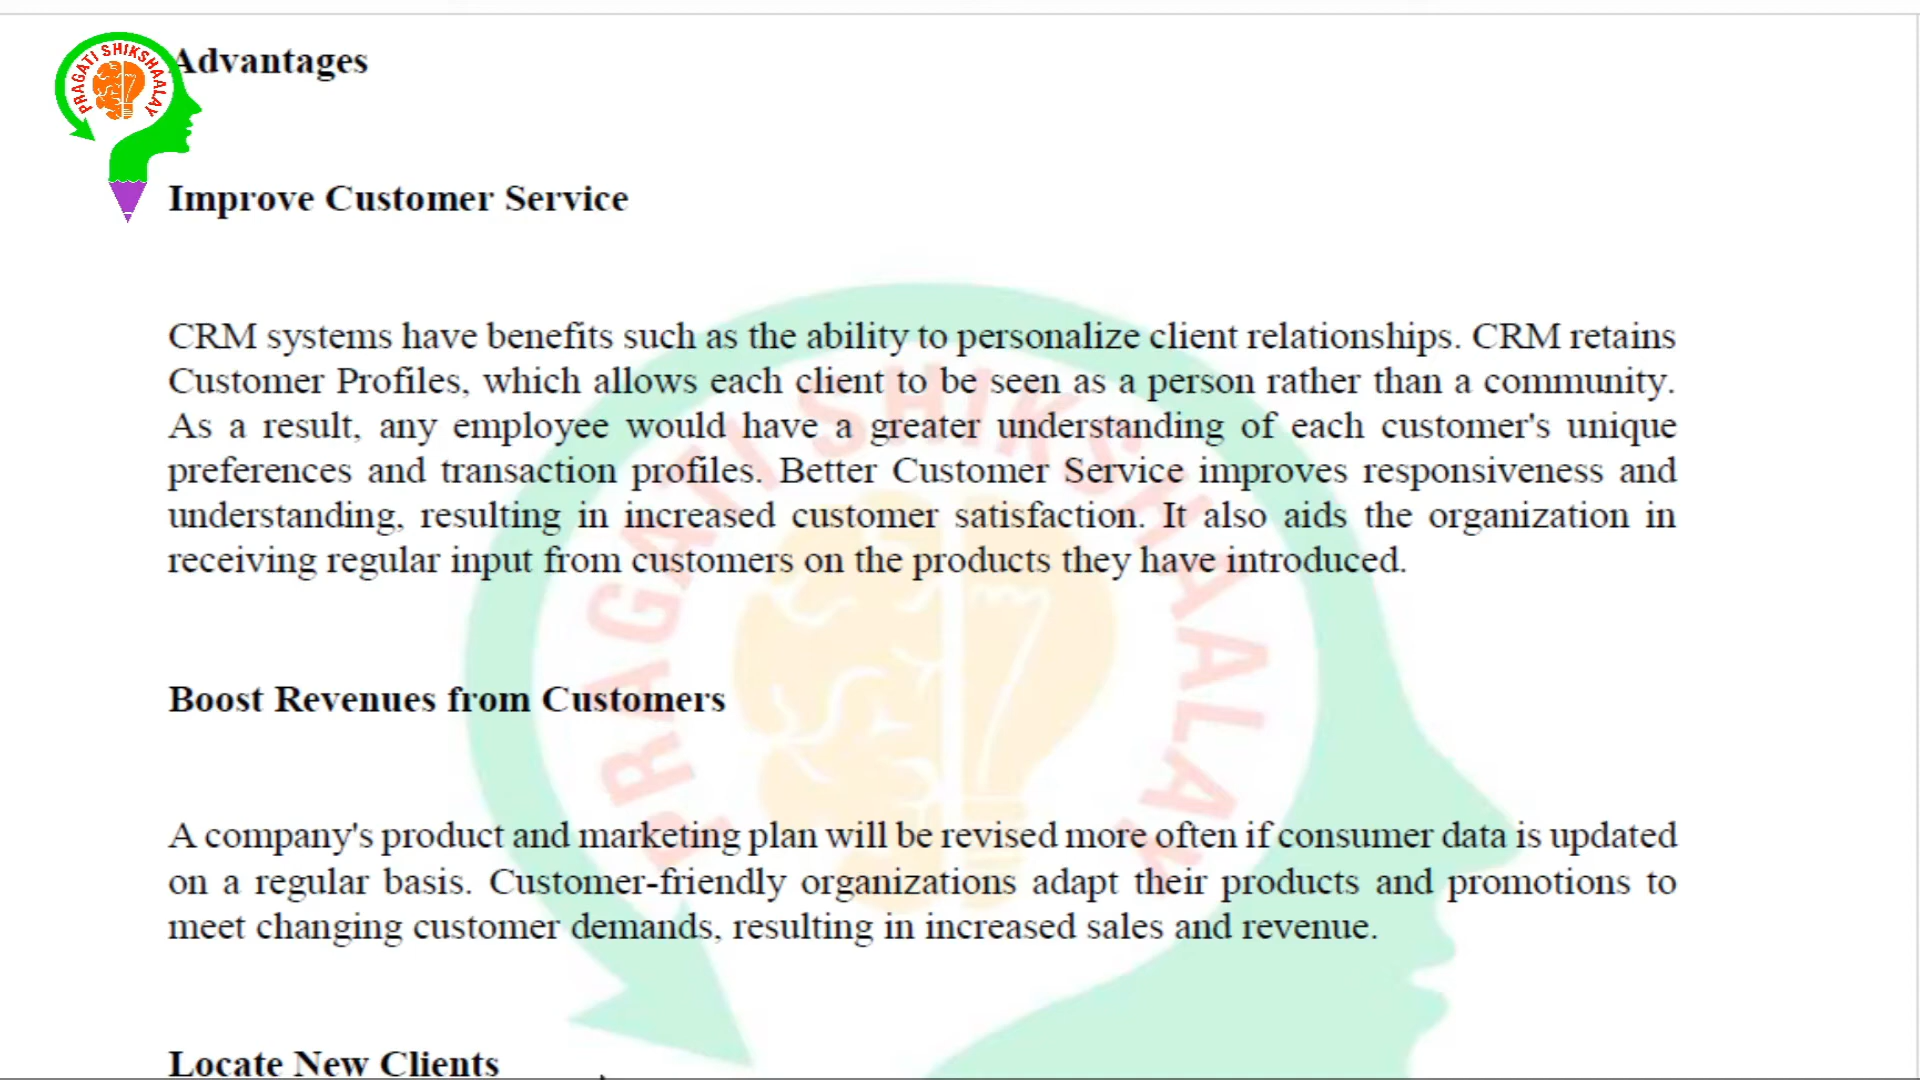 PRAGATI SHIKSHAALAY
Advantages
Improve Customer Service
CRM systems have benefits such as the ability to personalize client relationships. CRM retains
Customer Profiles, which allows each client to be seen as a person rather than a community.
As a result, any employee would have a greater understanding of each customer's unique
preferences and transaction profiles. Better Customer Service improves responsiveness and
understanding, resulting in increased customer satisfaction. It also aids the organization in
receiving regular input from customers on the products they have introduced.
Boost Revenues from Customers
A company's product and marketing plan will be revised more often if consumer data is updated
on a regular basis. Customer-friendly organizations adapt their products and promotions to
meet changing customer demands, resulting in increased sales and revenue.
Locate New Clients
PRAGATI SHIKSHAALAY